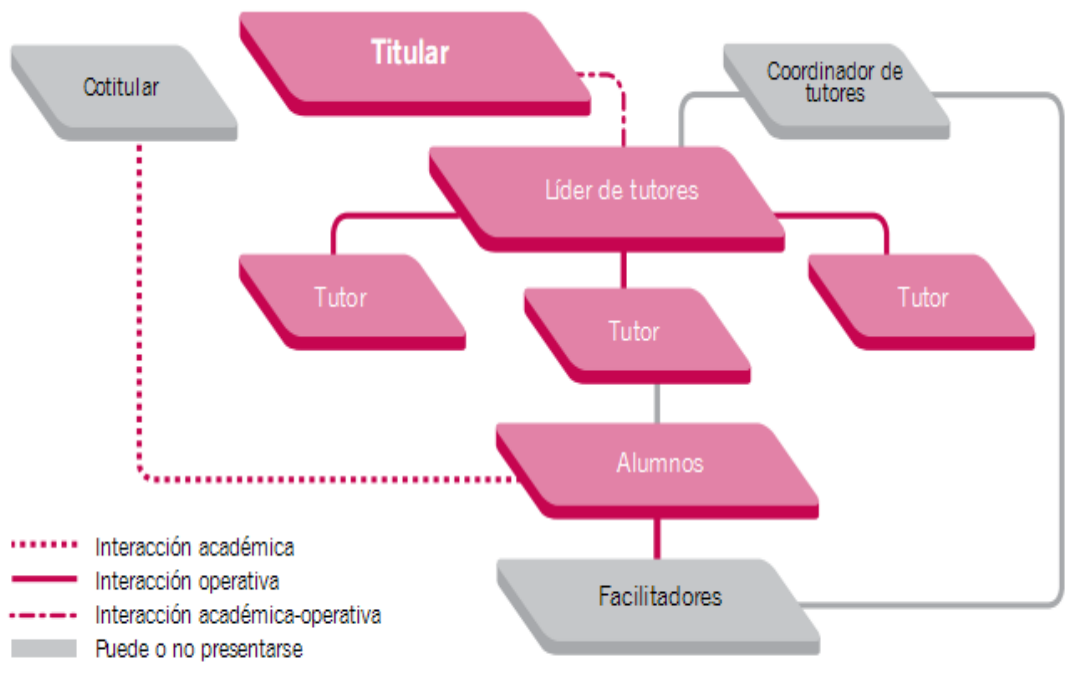 Titular
Cotitular
Coordinador de
tutores
Líder de tutores
Tutor
Tutor
Tutor
Alumnos
Facilitadores
Interacción académica
Interacción operativa
Interacción académica-operativa
Puede o no presentarse